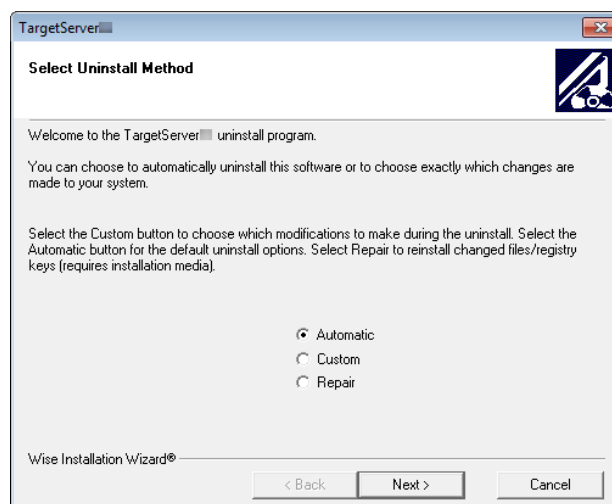 TargetServer
Select Uninstall Method
Welcome to the TargetServer uninstall program.
You can choose to automatically uninstall this software or to choose exactly which changes are
made to your system.
Select the Custom button to choose which modifications to make during the uninstall. Select the
Automatic button for the default uninstall options. Select Repair to reinstall changed files/registry
keys (requires installation media).
Automatic
Custom
Repair
Wise Installation Wizard®
< Back
Next >
Cancel